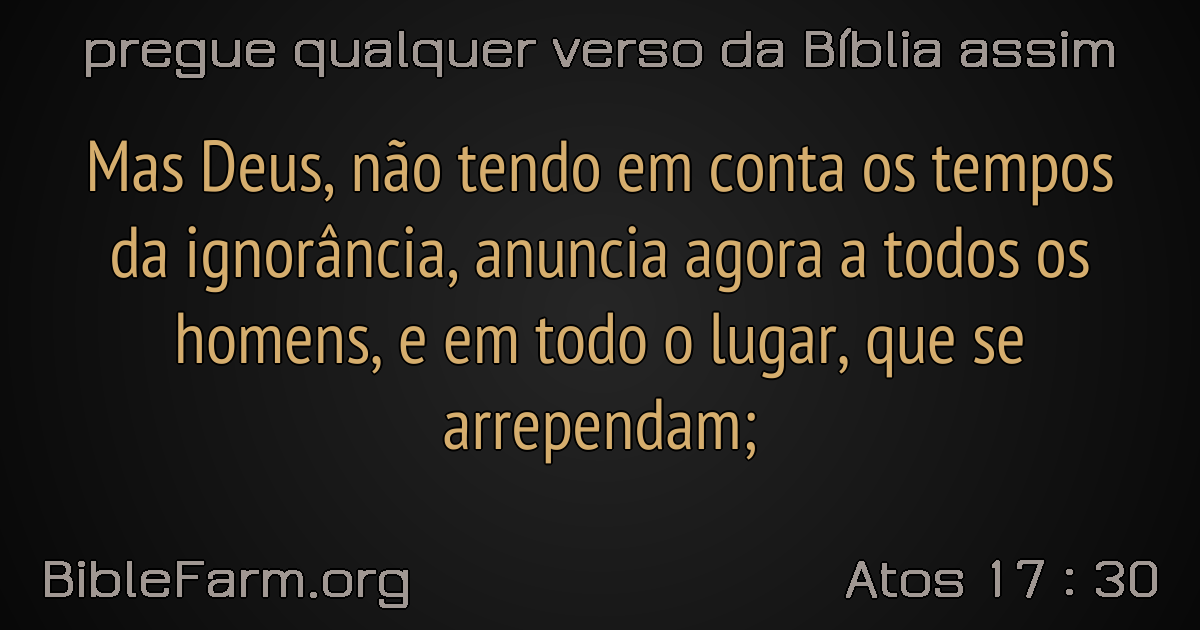 pregue qualquer verso da Bíblia assim
Mas Deus, não tendo em conta os tempos
da ignorância, anuncia agora a todos os
homens, e em todo o lugar, que se
arrependam;
BibleFarm.org
Atos 17 : 30